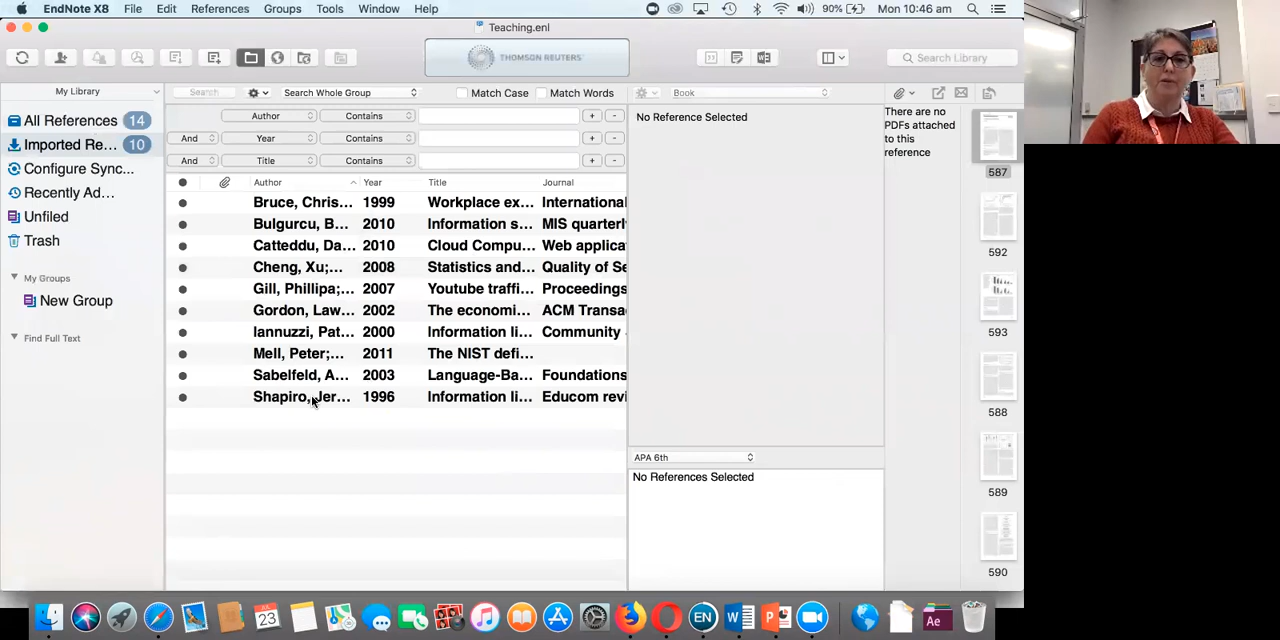 EndNote X8 File Edit References Groups Tools Window Help 90% Mon 10:46 am
Teaching.enl
THOMSON REUTERS
Search Library
My Library
Search Search Whole Group Match Case Match Words
Book
All References 14
Imported Re... 10
Configure Sync...
Recently Ad...
Unfiled
Trash
My Groups
New Group
Find Full Text
Author Contains + -
And Year Contains + -
And Title Contains + -
Author Year Title Journal
Bruce, Chris... 1999 Workplace ex... International
Bulgurcu, B... 2010 Information s... MIS quarterl
Catteddu, Da... 2010 Cloud Compu... Web applica
Cheng, Xu;... 2008 Statistics and... Quality of Se
Gill, Phillipa;... 2007 Youtube traffi... Proceedings
Gordon, Law... 2002 The economi... ACM Transa
Iannuzzi, Pat... 2000 Information li... Community
Mell, Peter;... 2011 The NIST defi...
Sabelfeld, A... 2003 Language-Ba... Foundations
Shapiro, Jer... 1996 Information li... Educom revi
No Reference Selected
APA 6th
No References Selected
There are no
PDFs attached
to this
reference
587
592
593
588
589
590
JUL
23
EN
W
P
Ae